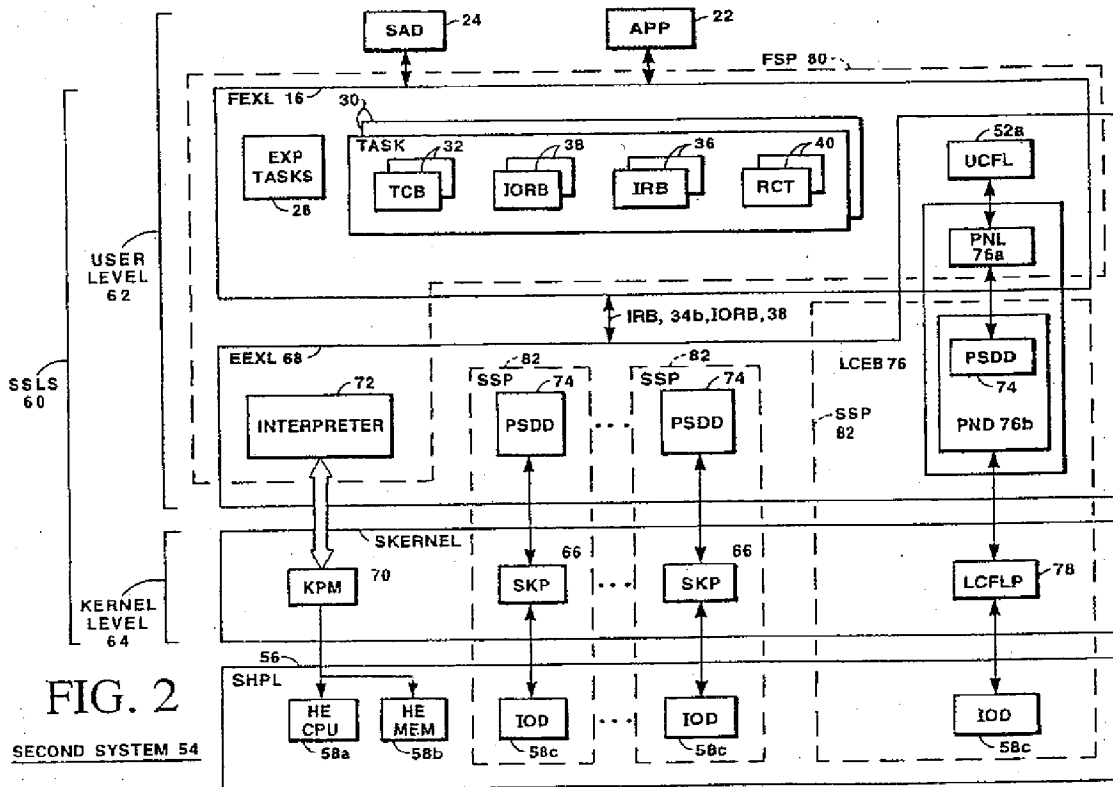 SAD
24
APP
22
FSP 80
FEXL 16
30
TASK
EXP
TASKS
28
32
TCB
38
IORB
36
IRB
40
RCT
52a
UCFL
PNL
76a
USER
LEVEL
62
IRB, 34b, IORB, 38
SSLS
60
EEXL 68
72
INTERPRETER
82
SSP
74
PSDD
82
SSP
74
PSDD
LCEB 76
SSP
82
PSDD
74
PND 76b
SKERNEL
KPM
70
66
SKP
66
SKP
LCFLP
78
KERNEL
LEVEL
64
56
SHPL
HE
CPU
58a
HE
MEM
58b
IOD
58c
IOD
58c
IOD
58c
FIG. 2
SECOND SYSTEM 54